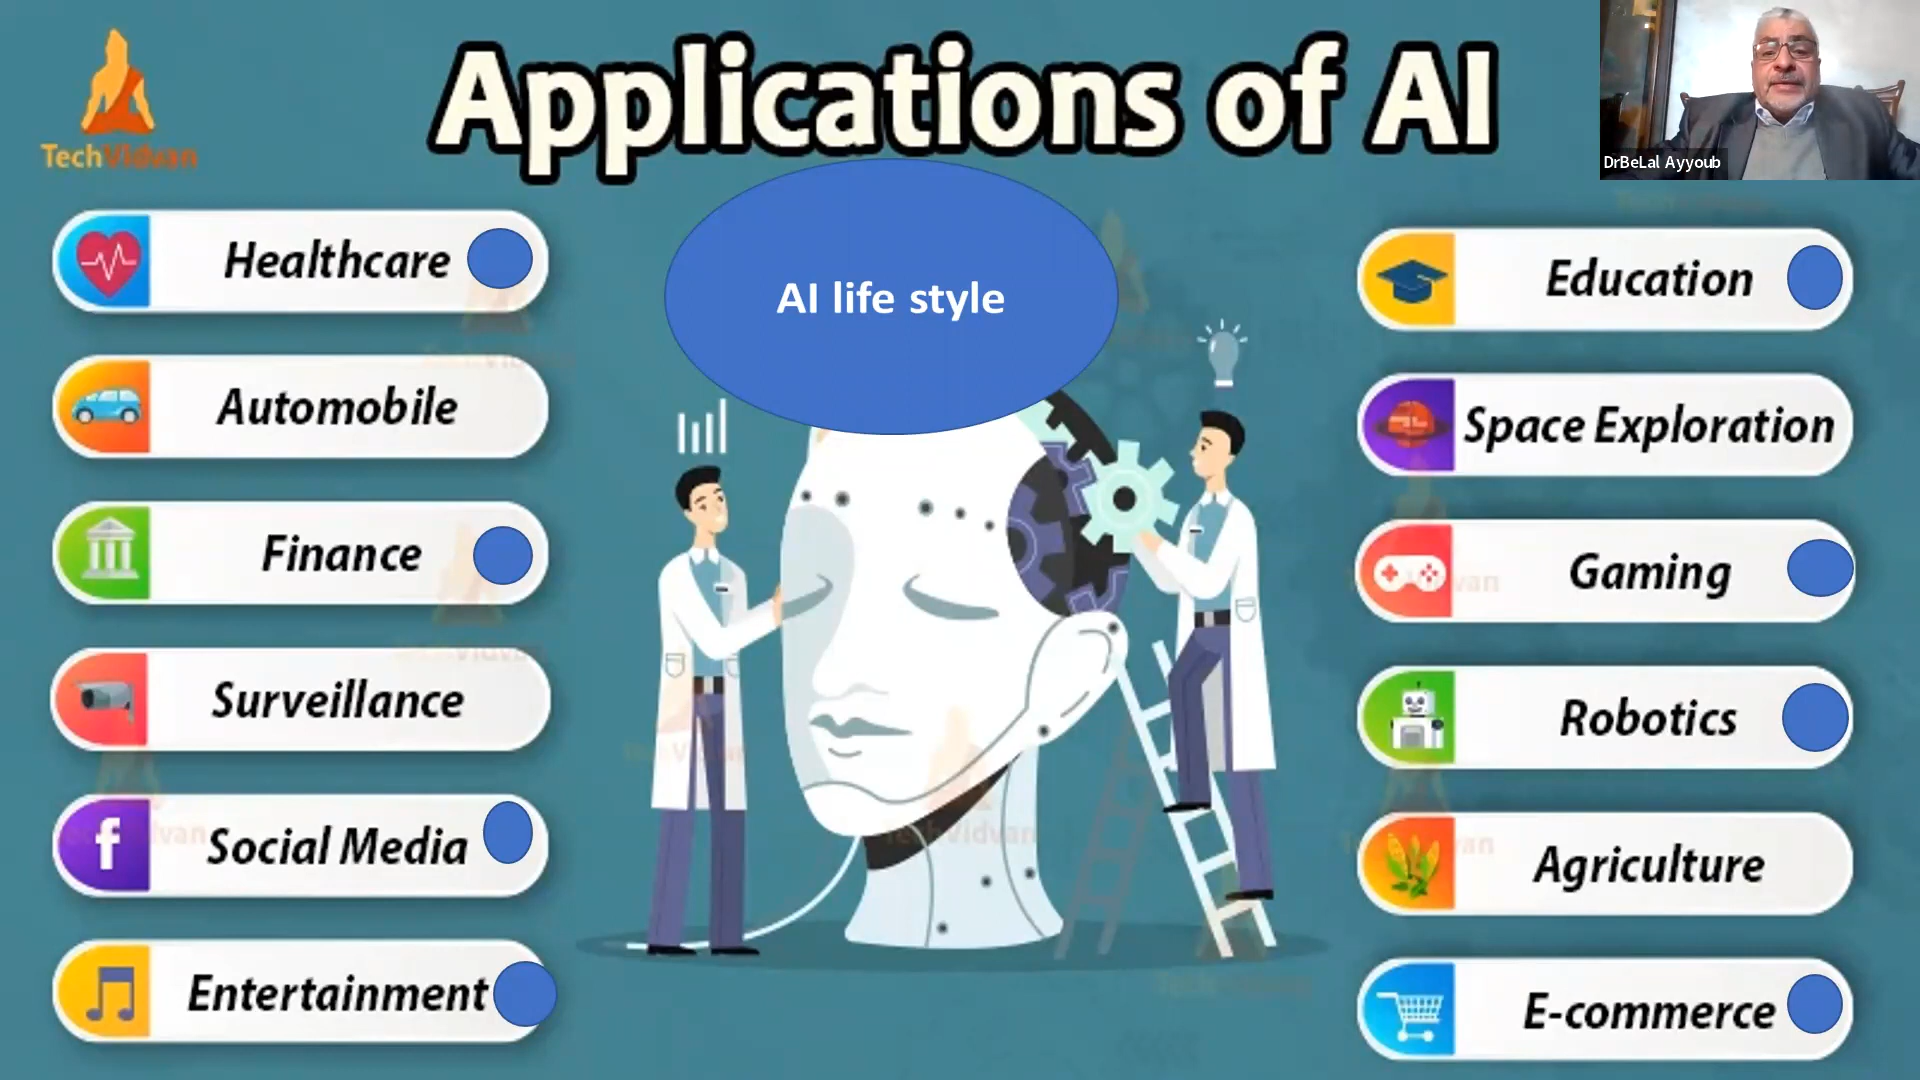 Applications of AI
TechVidvan
DrBeLal Ayyoub
AI life style
Healthcare
Automobile
Finance
Surveillance
Social Media
Entertainment
Education
Space Exploration
Gaming
Robotics
Agriculture
E-commerce